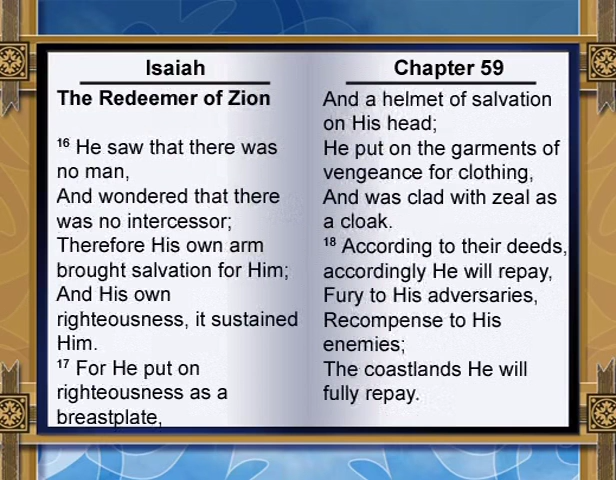 Isaiah
The Redeemer of Zion
16 He saw that there was
no man,
And wondered that there
was no intercessor;
Therefore His own arm
brought salvation for Him;
And His own
righteousness, it sustained
Him.
17 For He put on
righteousness as a
breastplate,
Chapter 59
And a helmet of salvation
on His head;
He put on the garments of
vengeance for clothing,
And was clad with zeal as
a cloak.
18 According to their deeds,
accordingly He will repay,
Fury to His adversaries,
Recompense to His
enemies;
The coastlands He will
fully repay.